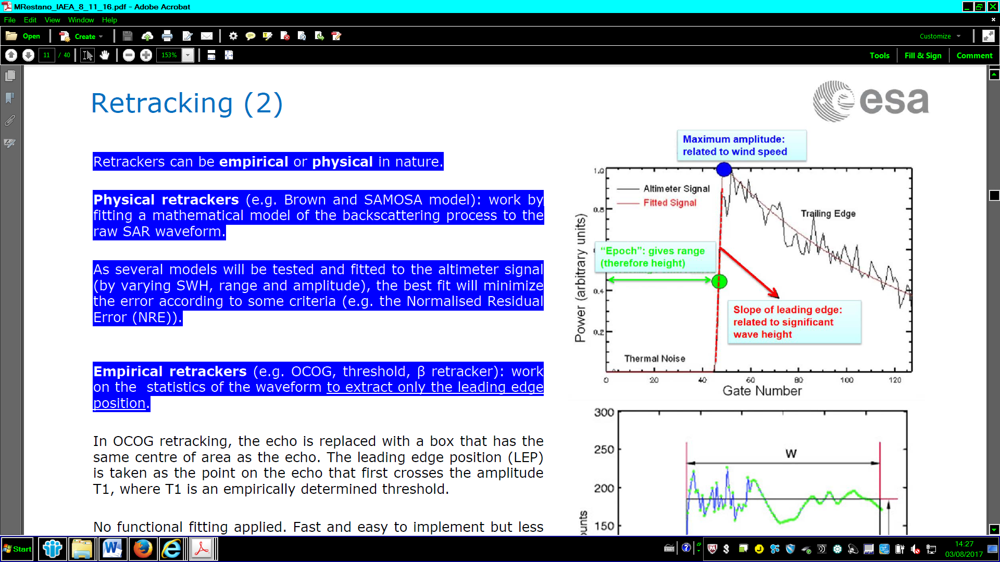 MRestano_IAEA_8_11_16.pdf - Adobe Acrobat
File Edit View Window Help
Open Create Customize
11 / 40 153% Tools Fill & Sign Comment
Retracking (2)
esa
Retrackers can be empirical or physical in nature.
Physical retrackers (e.g. Brown and SAMOSA model): work by
fitting a mathematical model of the backscattering process to the
raw SAR waveform.
As several models will be tested and fitted to the altimeter signal
(by varying SWH, range and amplitude), the best fit will minimize
the error according to some criteria (e.g. the Normalised Residual
Error (NRE)).
Empirical retrackers (e.g. OCOG, threshold, β retracker): work
on the  statistics of the waveform to extract only the leading edge
position.
In OCOG retracking, the echo is replaced with a box that has the
same centre of area as the echo. The leading edge position (LEP)
is taken as the point on the echo that first crosses the amplitude
T1, where T1 is an empirically determined threshold.
No functional fitting applied. Fast and easy to implement but less
Maximum amplitude:
related to wind speed
1.0
Altimeter Signal
Fitted Signal
0.8
Trailing Edge
Power (arbitrary units)
“Epoch”: gives range
(therefore height)
0.4
Slope of leading edge:
related to significant
wave height
0.2
Thermal Noise
0 20 40 60 80 100 120
Gate Number
300
250
W
200
150
Start
14:27
03/08/2017